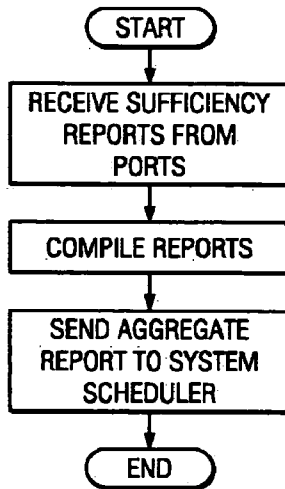 START
RECEIVE SUFFICIENCY
REPORTS FROM
PORTS
COMPILE REPORTS
SEND AGGREGATE
REPORT TO SYSTEM
SCHEDULER
END